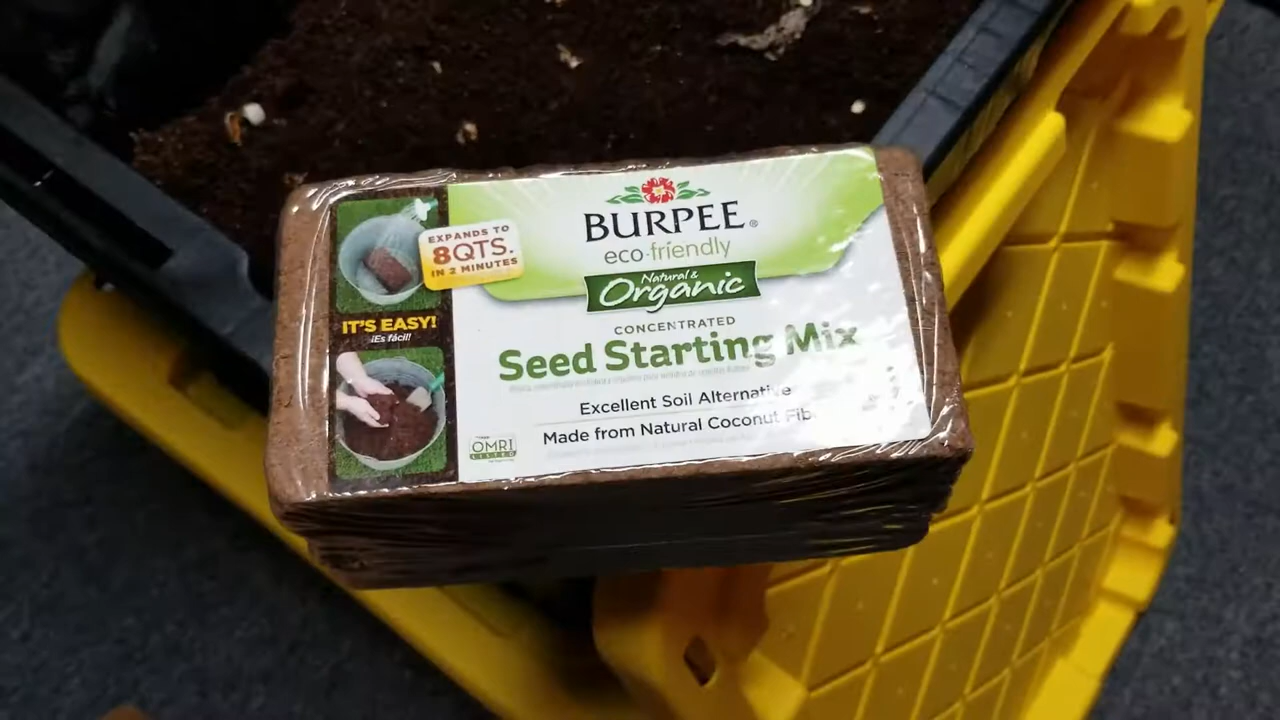 BURPEE®
eco-friendly
Natural &
Organic
EXPANDS TO
8QTS.
IN 2 MINUTES
IT'S EASY!
¡Es fácil!
CONCENTRATED
Seed Starting Mix
Excellent Soil Alternative
Made from Natural Coconut Fib
OMRI
LISTED